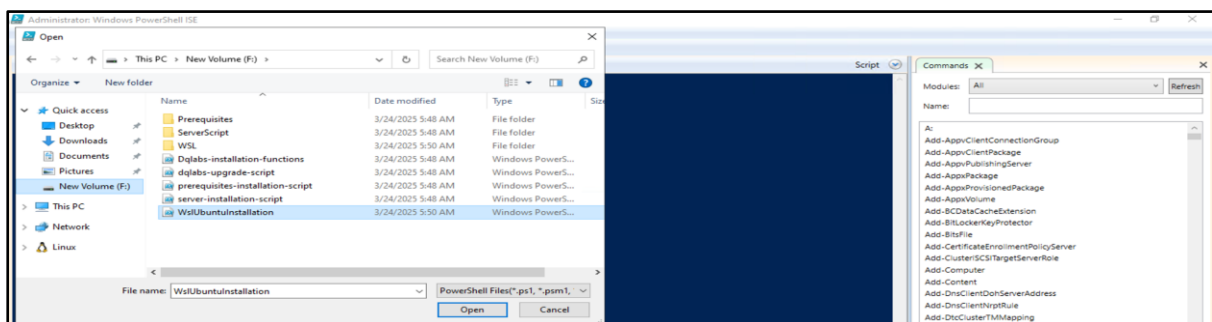 Administrator: Windows PowerShell ISE
Open
This PC > New Volume (F:) >
Search New Volume (F:)
Organize
New folder
Script
Commands
Modules: All
Refresh
Name:
Name Date modified Type Size
Quick access
Desktop
Downloads
Documents
Pictures
New Volume (F:)
This PC
Network
Linux
Prerequisites 3/24/2025 5:48 AM File folder
ServerScript 3/24/2025 5:48 AM File folder
WSL 3/24/2025 5:50 AM File folder
Dqlabs-installation-functions 3/24/2025 5:48 AM Windows PowerS...
dqlabs-upgrade-script 3/24/2025 5:48 AM Windows PowerS...
prerequisites-installation-script 3/24/2025 5:48 AM Windows PowerS...
server-installation-script 3/24/2025 5:48 AM Windows PowerS...
WslUbuntuInstallation 3/24/2025 5:50 AM Windows PowerS...
File name: WslUbuntuInstallation
PowerShell Files(*.ps1, *.psm1,
Open
Cancel
A:
Add-AppvClientConnectionGroup
Add-AppvClientPackage
Add-AppvPublishingServer
Add-AppxPackage
Add-AppxProvisionedPackage
Add-AppxVolume
Add-BCDataCacheExtension
Add-BitLockerKeyProtector
Add-BitsFile
Add-CertificateEnrollmentPolicyServer
Add-ClusteriSCSITargetServerRole
Add-Computer
Add-Content
Add-DnsClientDohServerAddress
Add-DnsClientNrptRule
Add-DtcClusterTMMapping